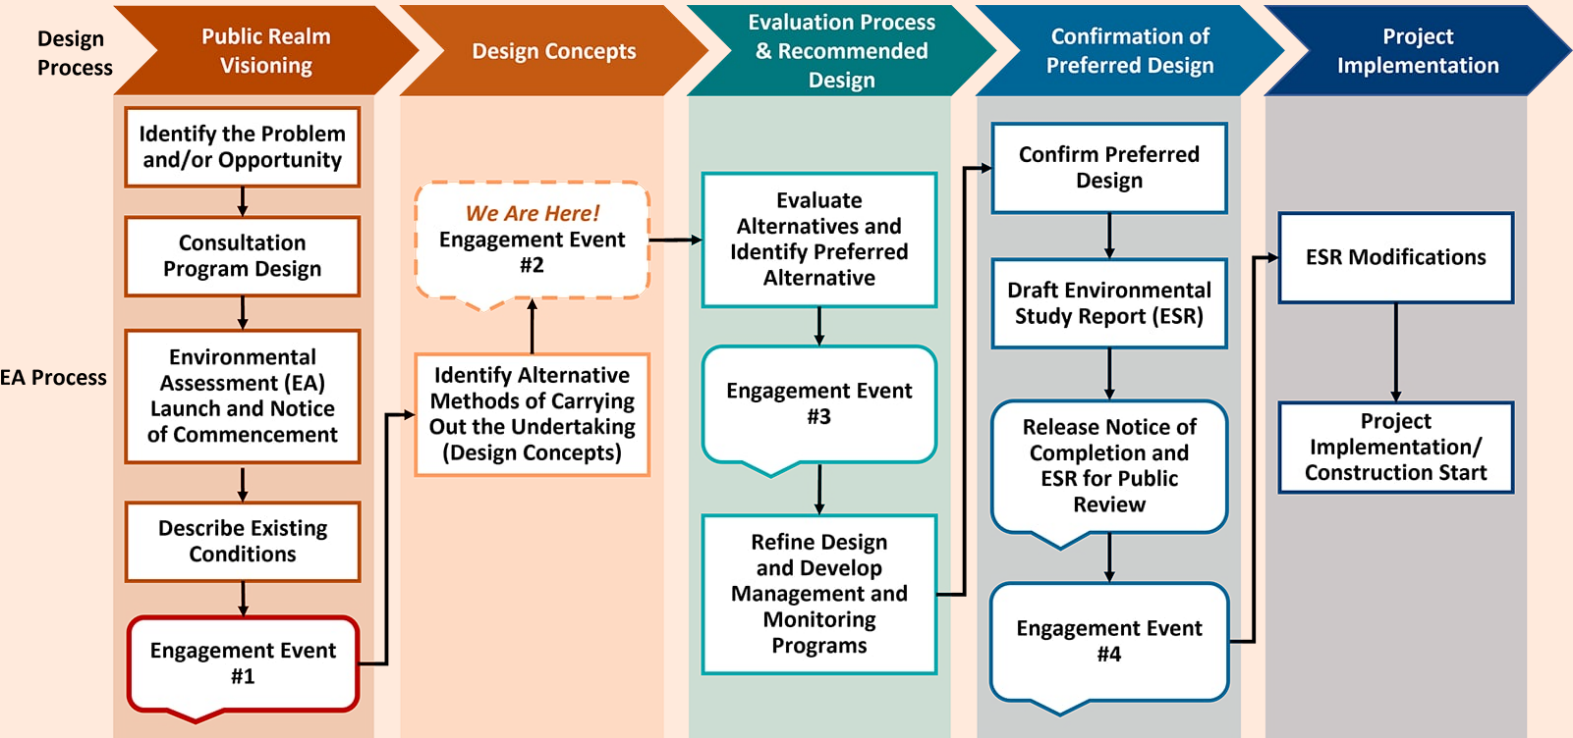 Design
Process
Public Realm
Visioning
Design Concepts
Evaluation Process
& Recommended
Design
Confirmation of
Preferred Design
Project
Implementation
EA Process
Identify the Problem
and/or Opportunity
Consultation
Program Design
Environmental
Assessment (EA)
Launch and Notice
of Commencement
Describe Existing
Conditions
Engagement Event
#1
We Are Here!
Engagement Event
#2
Identify Alternative
Methods of Carrying
Out the Undertaking
(Design Concepts)
Evaluate
Alternatives and
Identify Preferred
Alternative
Engagement Event
#3
Refine Design
and Develop
Management and
Monitoring
Programs
Confirm Preferred
Design
Draft Environmental
Study Report (ESR)
Release Notice of
Completion and
ESR for Public
Review
Engagement Event
#4
ESR Modifications
Project
Implementation/
Construction Start